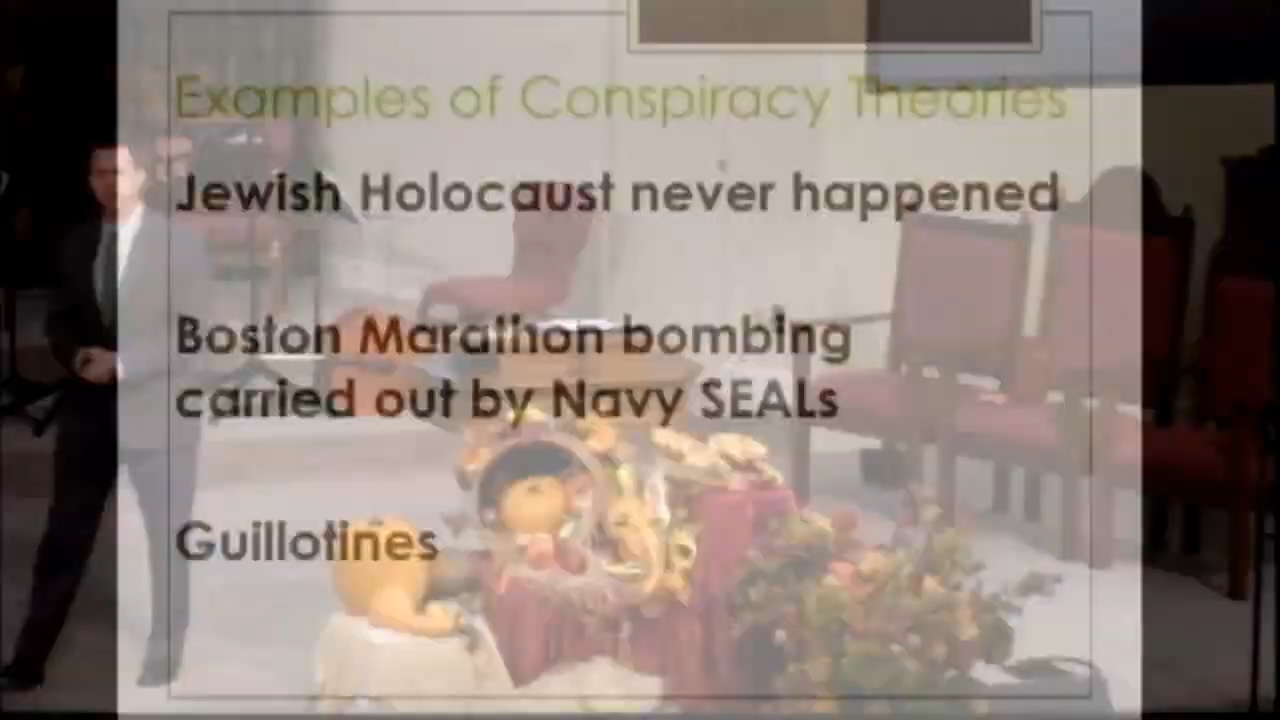 Examples of Conspiracy Theories
Jewish Holocaust never happened
Boston Marathon bombing
carried out by Navy SEALs
Guillotines